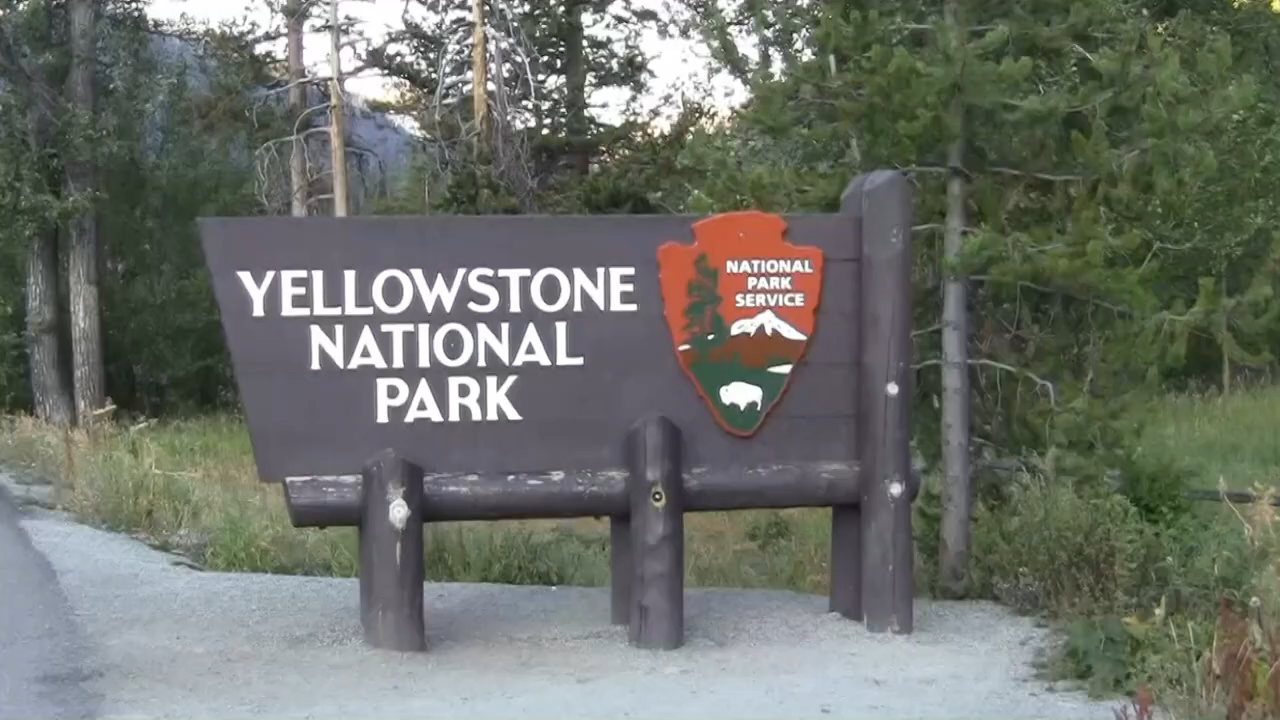 YELLOWSTONE
NATIONAL
PARK
NATIONAL
PARK
SERVICE